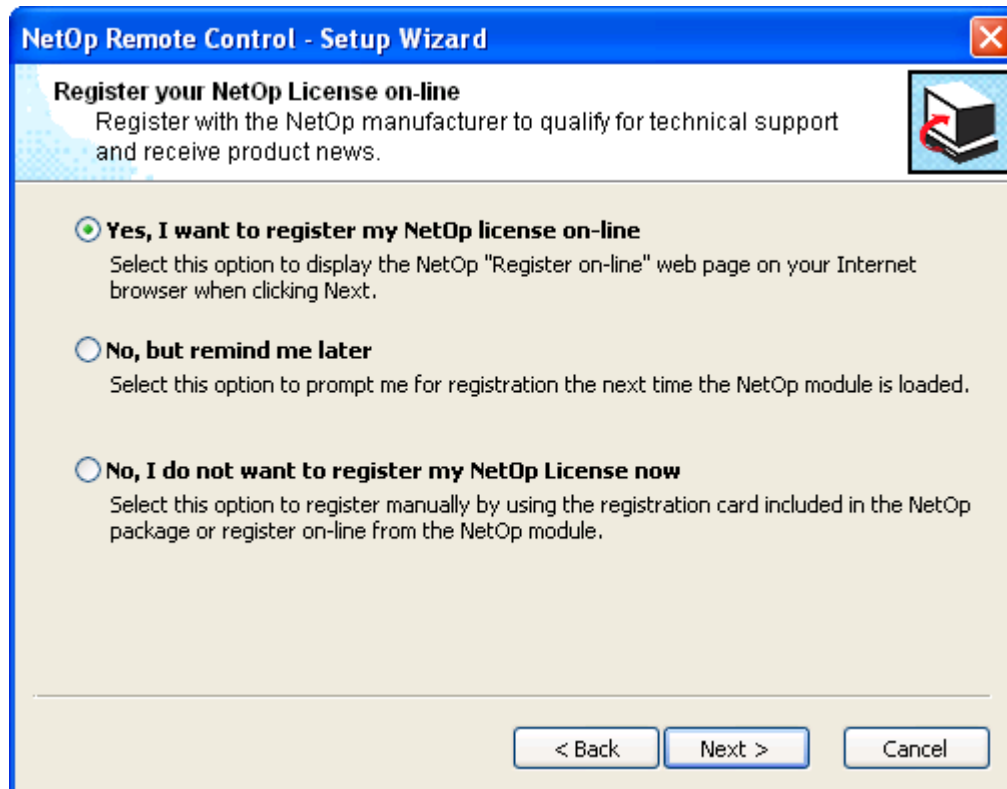 NetOp Remote Control - Setup Wizard
Register your NetOp License on-line
Register with the NetOp manufacturer to qualify for technical support
and receive product news.
Yes, I want to register my NetOp license on-line
Select this option to display the NetOp "Register on-line" web page on your Internet
browser when clicking Next.
No, but remind me later
Select this option to prompt me for registration the next time the NetOp module is loaded.
No, I do not want to register my NetOp License now
Select this option to register manually by using the registration card included in the NetOp
package or register on-line from the NetOp module.
< Back
Next >
Cancel